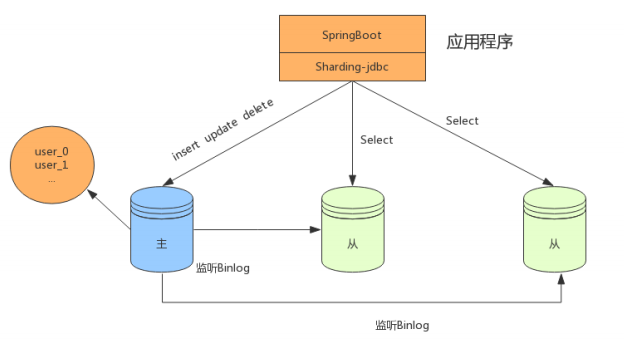 SpringBoot
应用程序
Sharding-jdbc
insert update delete
Select
Select
user_0
user_1
...
主
从
从
监听Binlog
监听Binlog